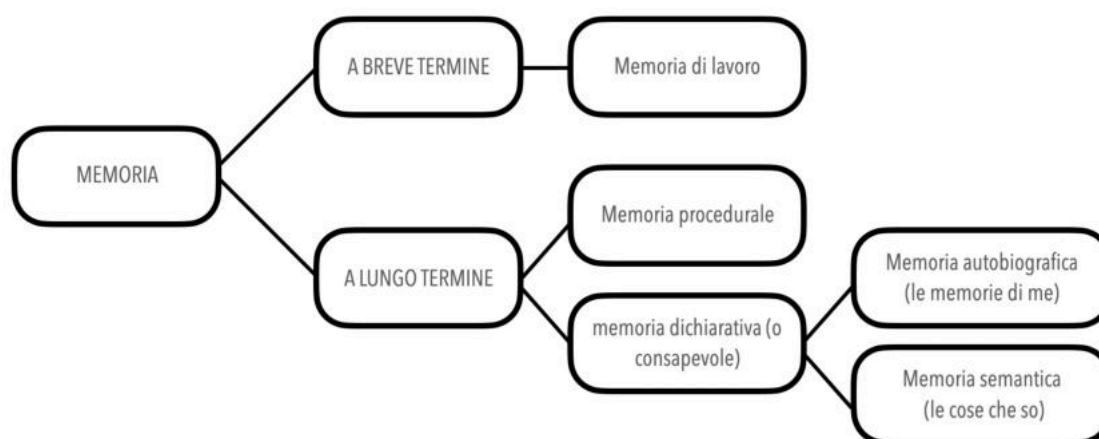 A BREVE TERMINE
Memoria di lavoro
MEMORIA
Memoria procedurale
A LUNGO TERMINE
memoria dichiarativa (o
consapevole)
Memoria autobiografica
(le memorie di me)
Memoria semantica
(le cose che so)